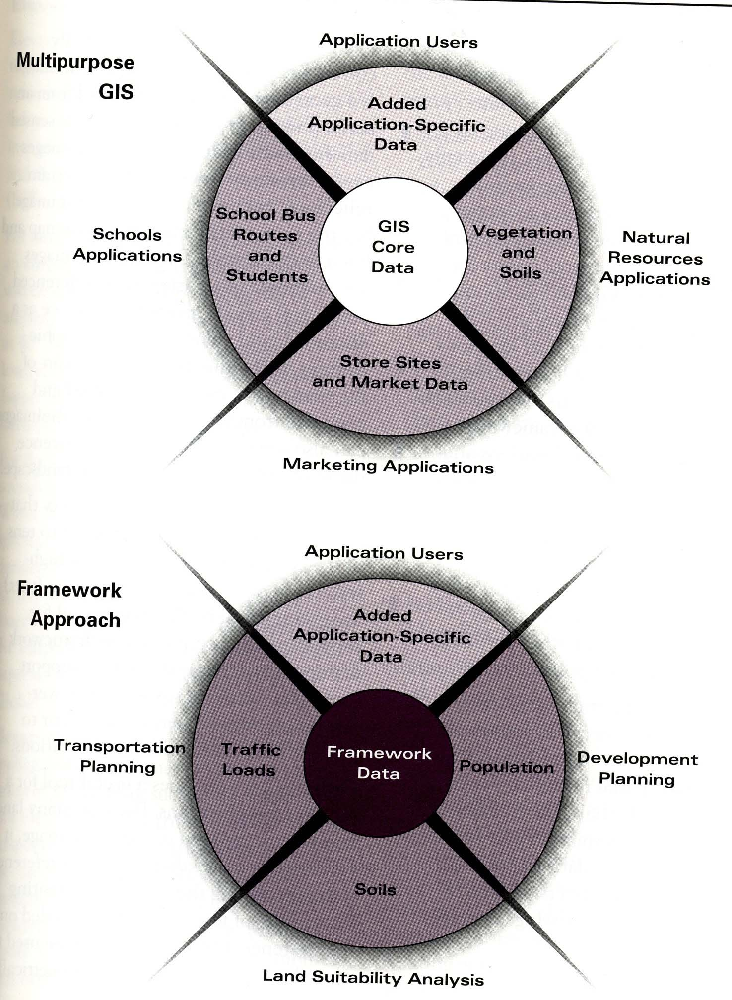 Multipurpose
GIS
Application Users
Added
Application-Specific
Data
Schools
Applications
School Bus
Routes
and
Students
GIS
Core
Data
Vegetation
and
Soils
Natural
Resources
Applications
Store Sites
and Market Data
Marketing Applications
Framework
Approach
Application Users
Added
Application-Specific
Data
Transportation
Planning
Traffic
Loads
Framework
Data
Population
Development
Planning
Soils
Land Suitability Analysis